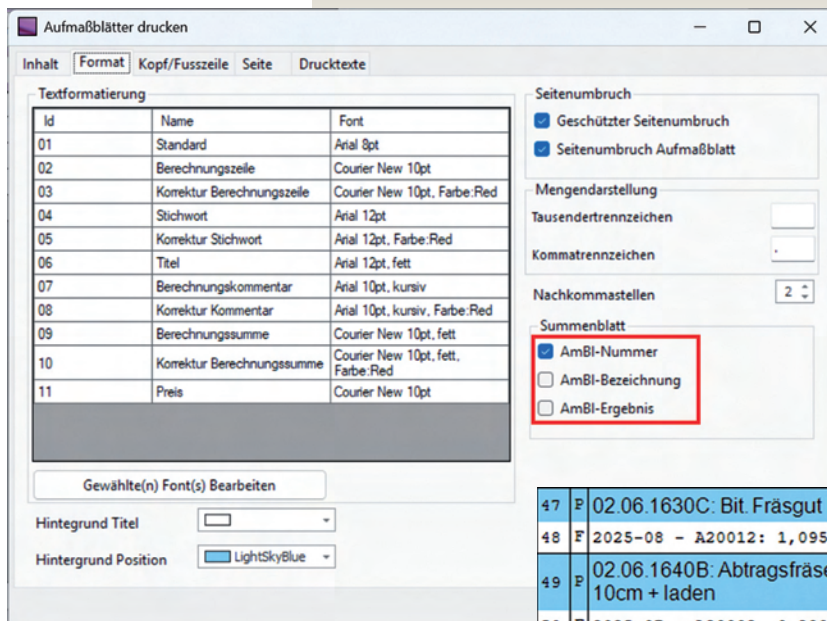 Aufmaßblätter drucken
Inhalt Format Kopf/Fusszeile Seite Drucktexte
Textformatierung
Id Name Font
01 Standard Arial 8pt
02 Berechnungszeile Courier New 10pt
03 Korrektur Berechnungszeile Courier New 10pt, Farbe:Red
04 Stichwort Arial 12pt
05 Korrektur Stichwort Arial 12pt, Farbe:Red
06 Titel Arial 12pt, fett
07 Berechnungskommentar Arial 10pt, kursiv
08 Korrektur Kommentar Arial 10pt, kursiv, Farbe:Red
09 Berechnungssumme Courier New 10pt, fett
10 Korrektur Berechnungssumme Courier New 10pt, fett,
Farbe:Red
11 Preis Courier New 10pt
Gewählte(n) Font(s) Bearbeiten
Hintegrund Titel
Hintergrund Position LightSkyBlue
Seitenumbruch
Geschützter Seitenumbruch
Seitenumbruch Aufmaßblatt
Mengendarstellung
Tausendertrennzeichen
Kommatrennzeichen .
Nachkommastellen 2
Summenblatt
AmBl-Nummer
AmBl-Bezeichnung
AmBl-Ergebnis
47 P 02.06.1630C: Bit. Fräsgut
48 F 2025-08 - A20012: 1,095
49 P 02.06.1640B: Abtragsfräse
10cm + laden